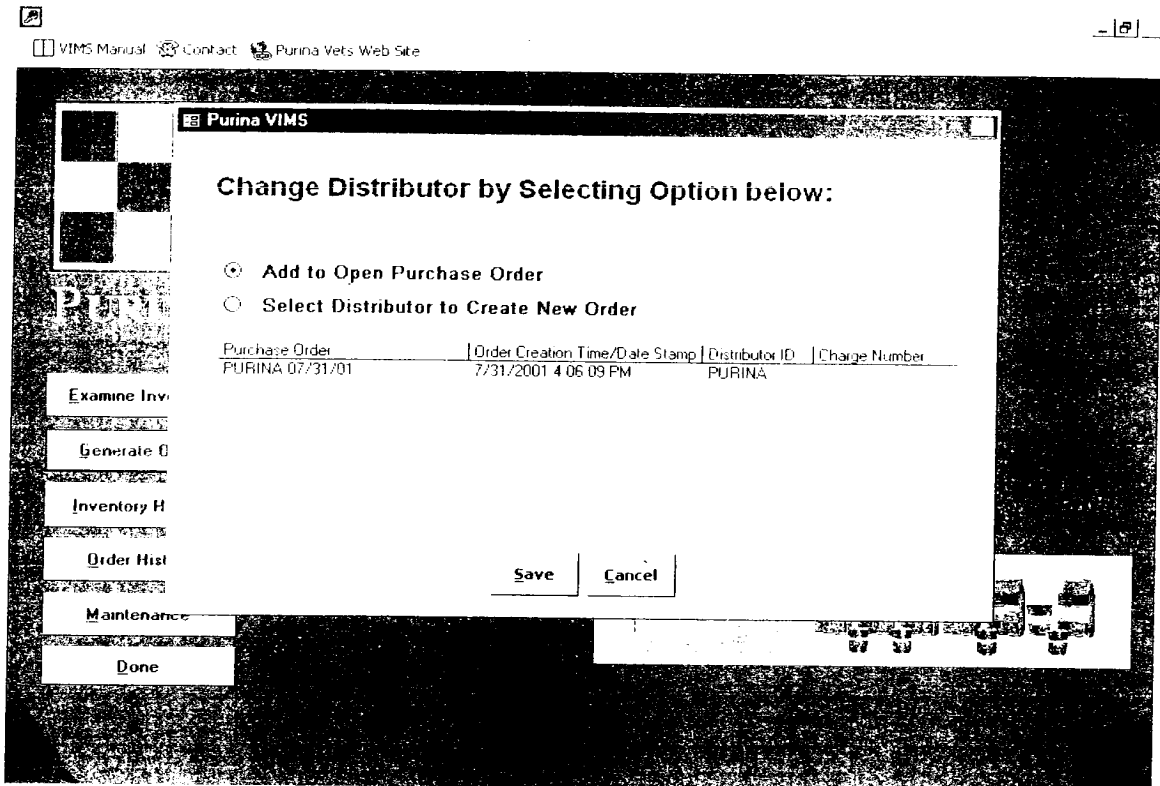 VIMS Manual Contact Purina Vets Web Site
Purina VIMS
Change Distributor by Selecting Option below:
Add to Open Purchase Order
Select Distributor to Create New Order
Purchase Order Order Creation Time/Date Stamp Distributor ID Charge Number
PURINA 07/31/01 7/31/2001 4 06 09 PM PURINA
PURI
Examine Inv
Generate O
Inventory H
Order Hist
Maintenance
Done
Save Cancel